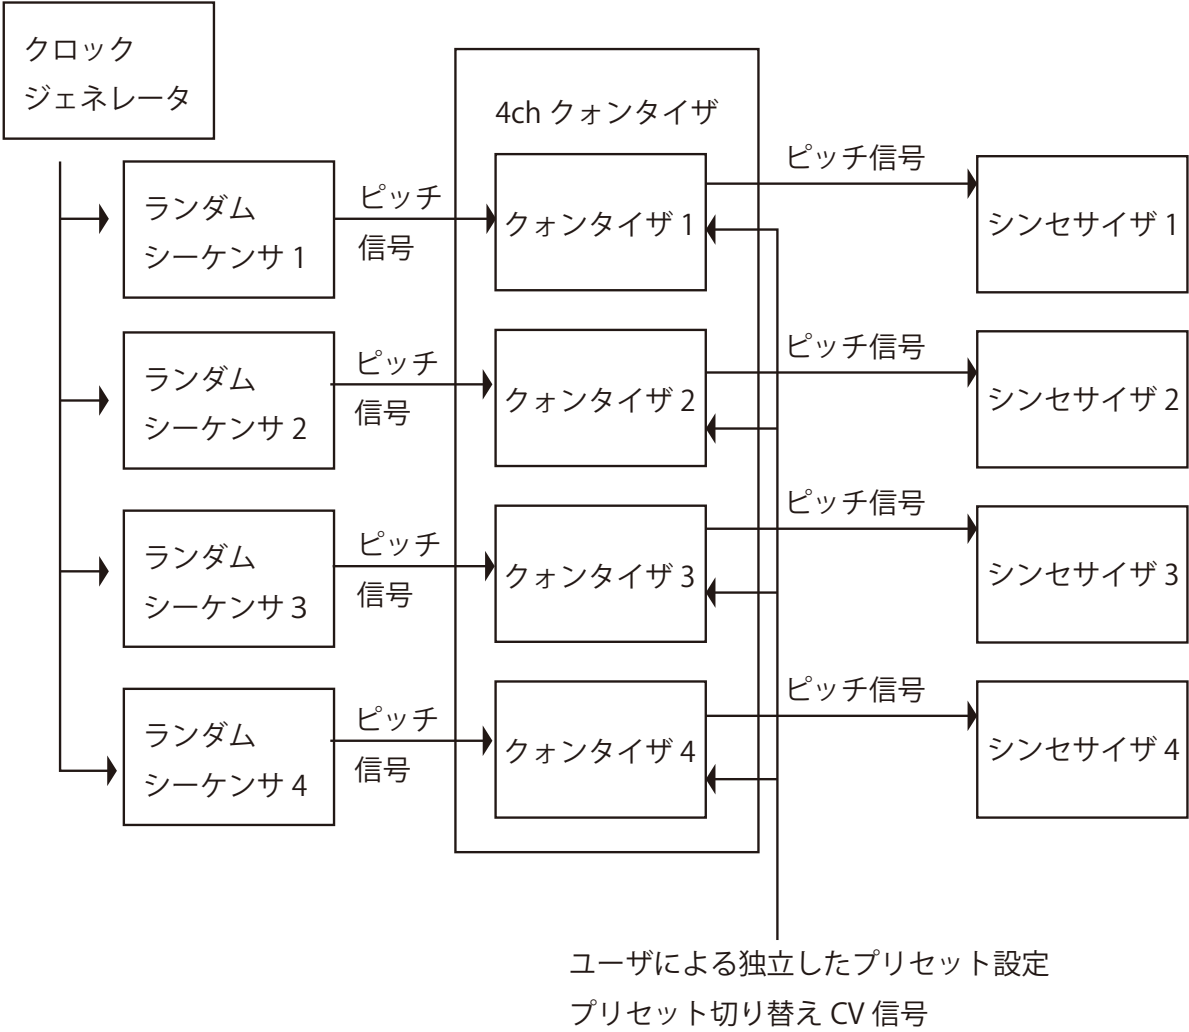 クロック
ジェネレータ
4ch クォンタイザ
ランダム
シーケンサ 1
ピッチ
信号
クォンタイザ 1
ピッチ信号
シンセサイザ 1
ランダム
シーケンサ 2
ピッチ
信号
クォンタイザ 2
ピッチ信号
シンセサイザ 2
ランダム
シーケンサ 3
ピッチ
信号
クォンタイザ 3
ピッチ信号
シンセサイザ 3
ランダム
シーケンサ 4
ピッチ
信号
クォンタイザ 4
ピッチ信号
シンセサイザ 4
ユーザによる独立したプリセット設定
プリセット切り替え CV 信号